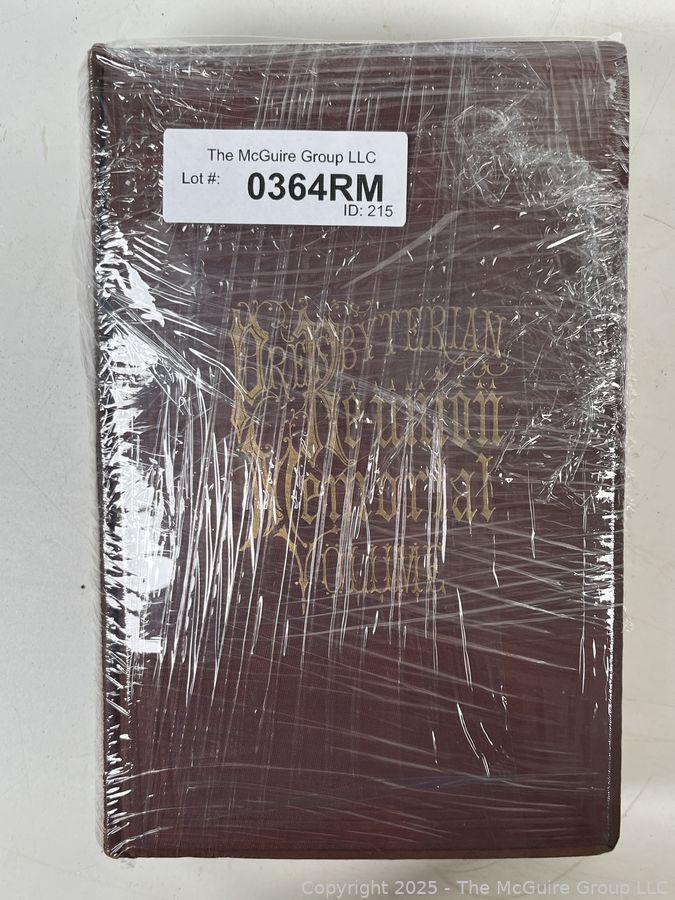 The McGuire Group LLC
Lot #: 0364RM
ID: 215
PRESBYTERIAN
Reunion
Memorial
VOLUME
Copyright 2025 - The McGuire Group LLC